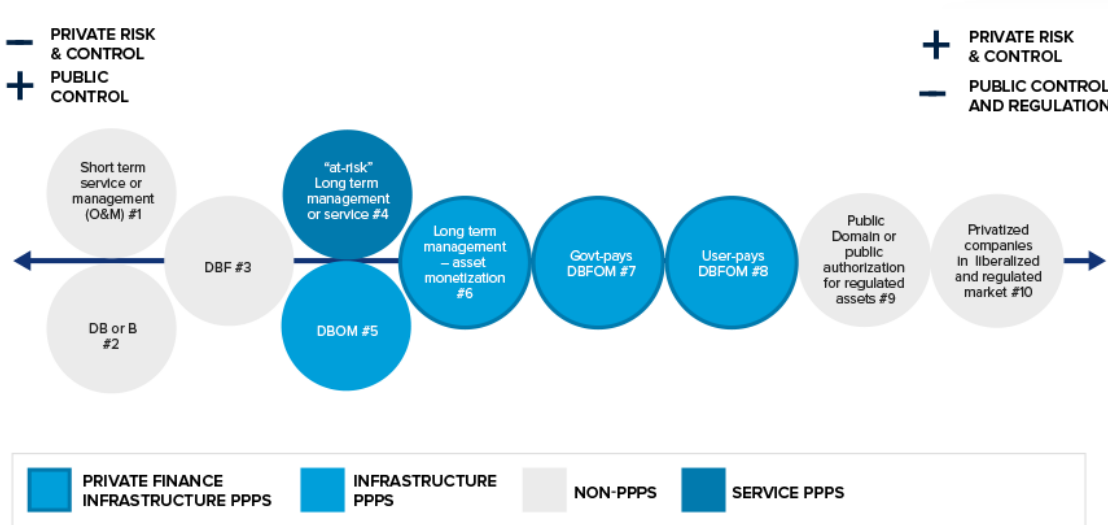 PRIVATE RISK
& CONTROL
PUBLIC
CONTROL
PRIVATE RISK
& CONTROL
PUBLIC CONTROL
AND REGULATION
Short term
service or
management
(O&M) #1
DB or B
#2
DBF #3
“at-risk”
Long term
management
or service #4
DBOM #5
Long term
management
– asset
monetization
#6
Govt-pays
DBFOM #7
User-pays
DBFOM #8
Public
Domain or
public
authorization
for regulated
assets #9
Privatized
companies
in liberalized
and regulated
market #10
PRIVATE FINANCE
INFRASTRUCTURE PPPS
INFRASTRUCTURE
PPPS
NON-PPPS
SERVICE PPPS